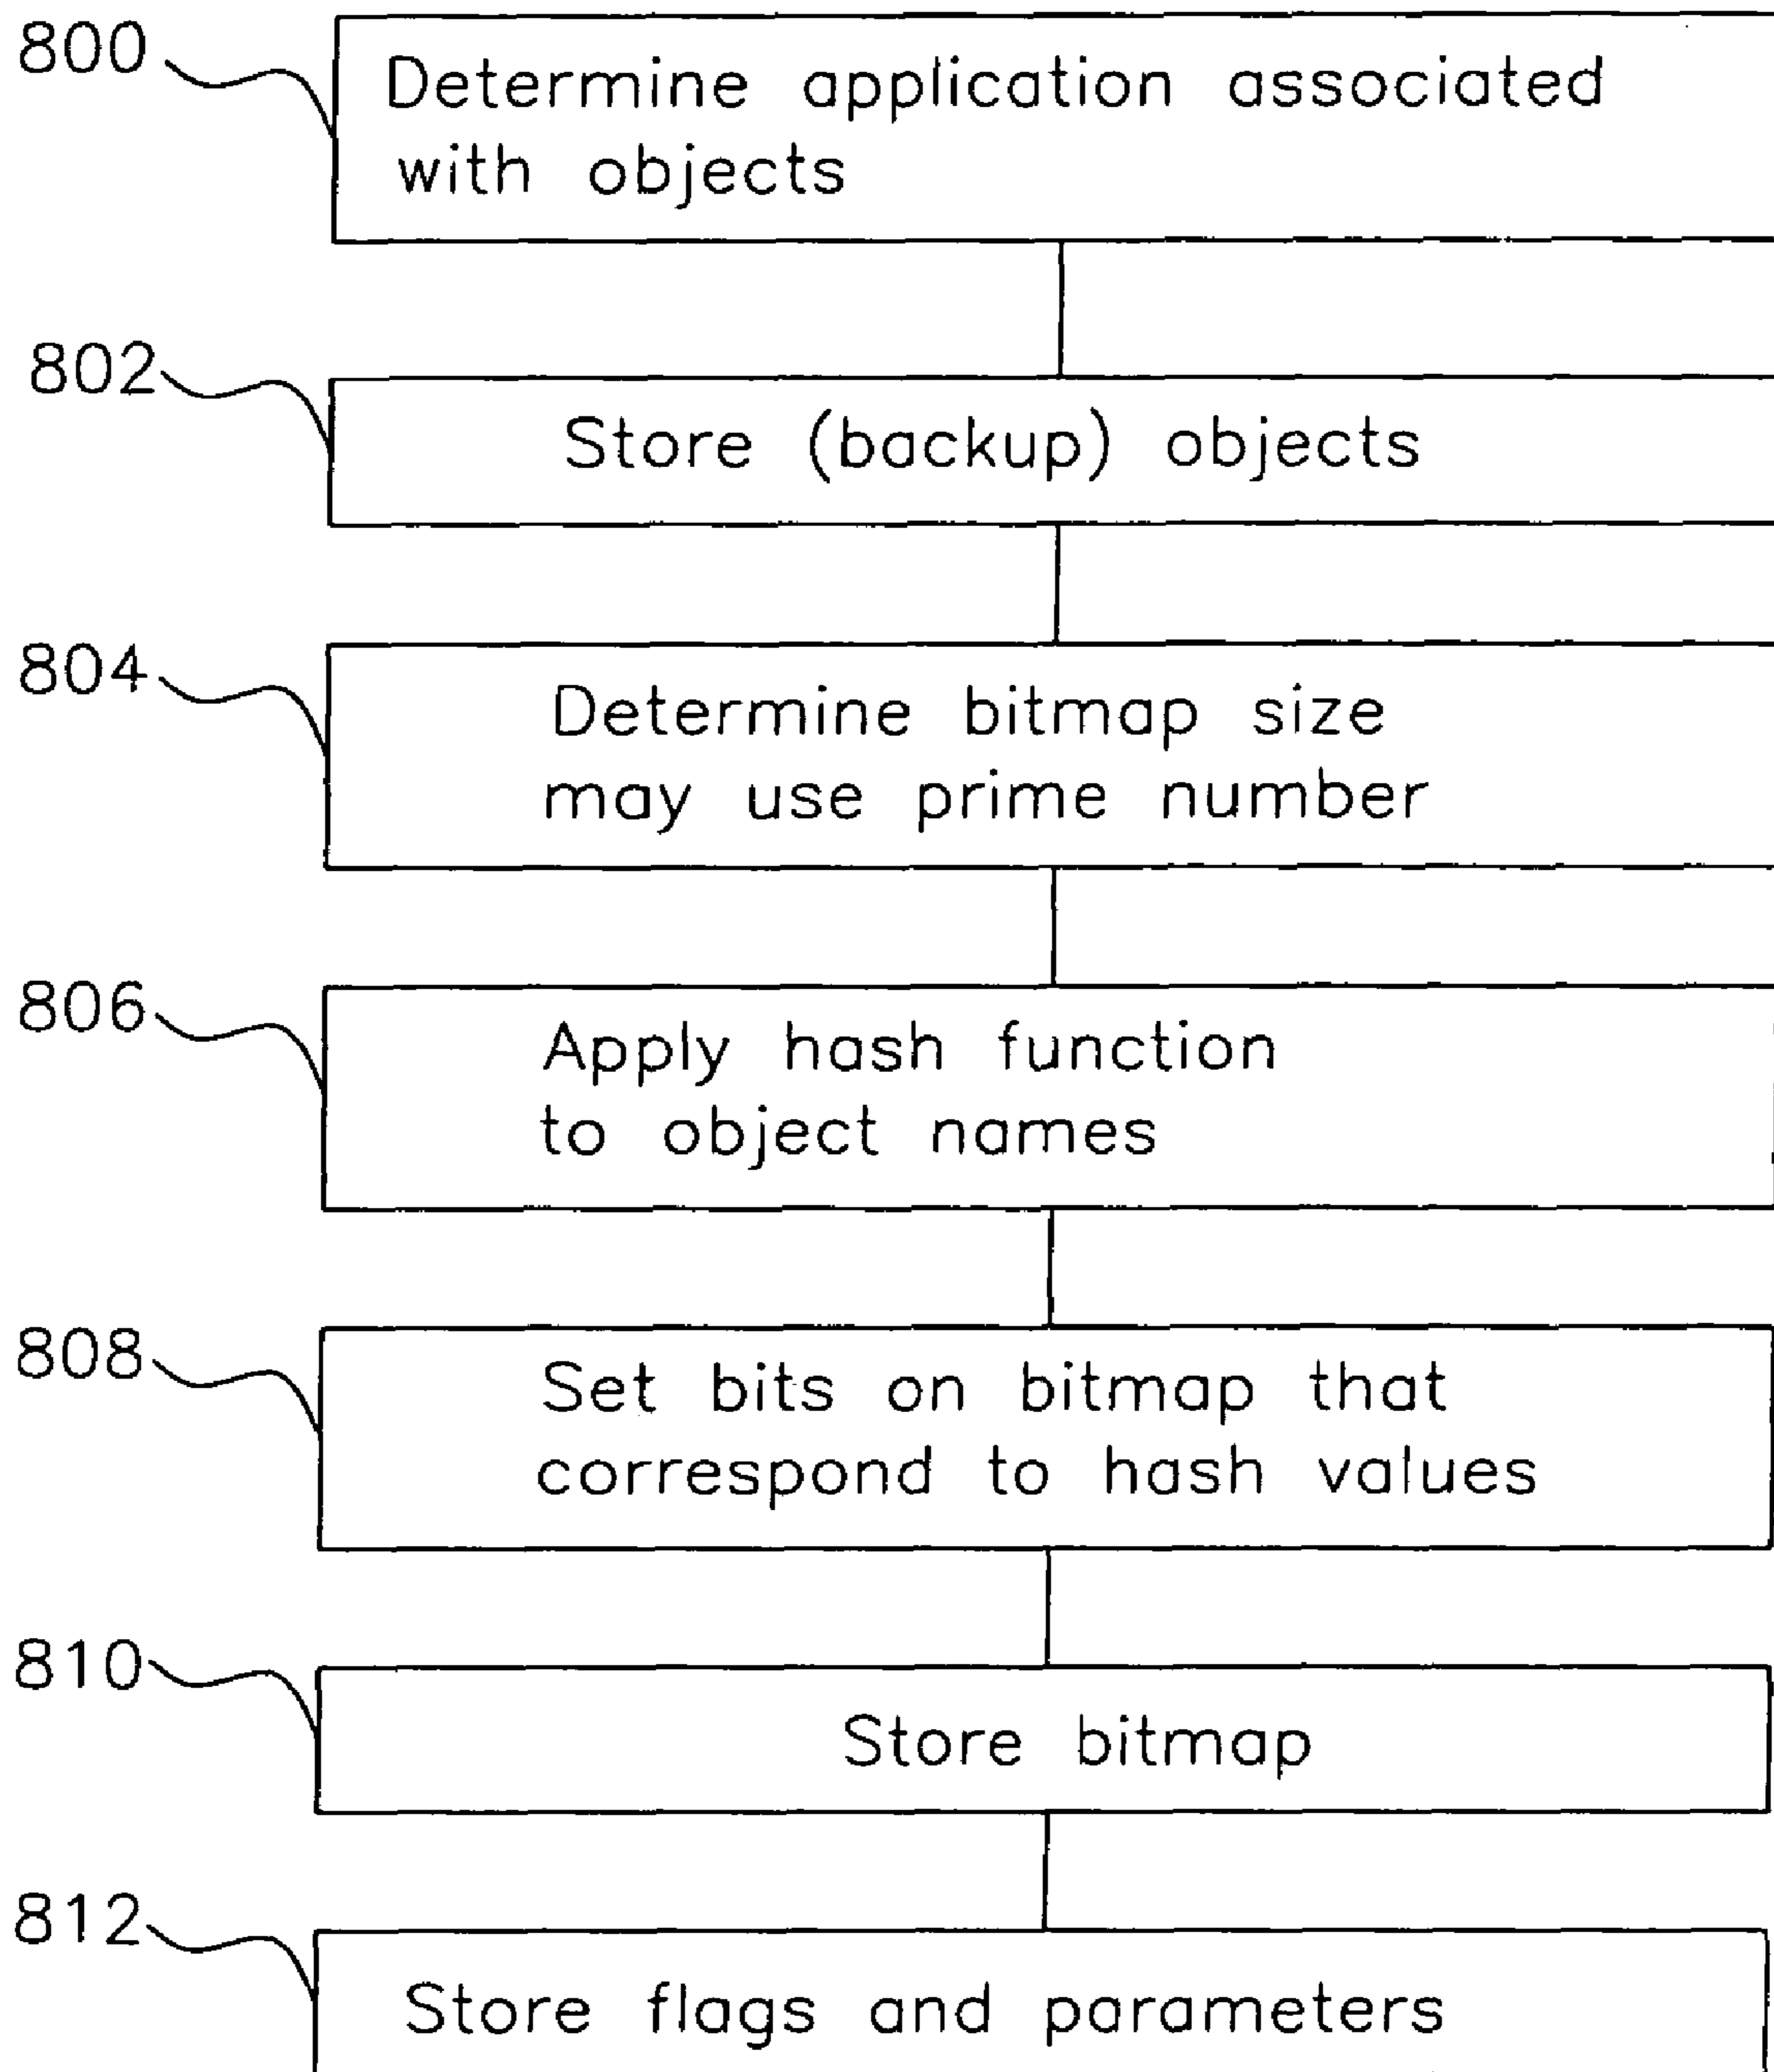 800
Determine application associated
with objects
802
Store (backup) objects
804
Determine bitmap size
may use prime number
806
Apply hash function
to object names
808
Set bits on bitmap that
correspond to hash values
810
Store bitmap
812
Store flags and parameters